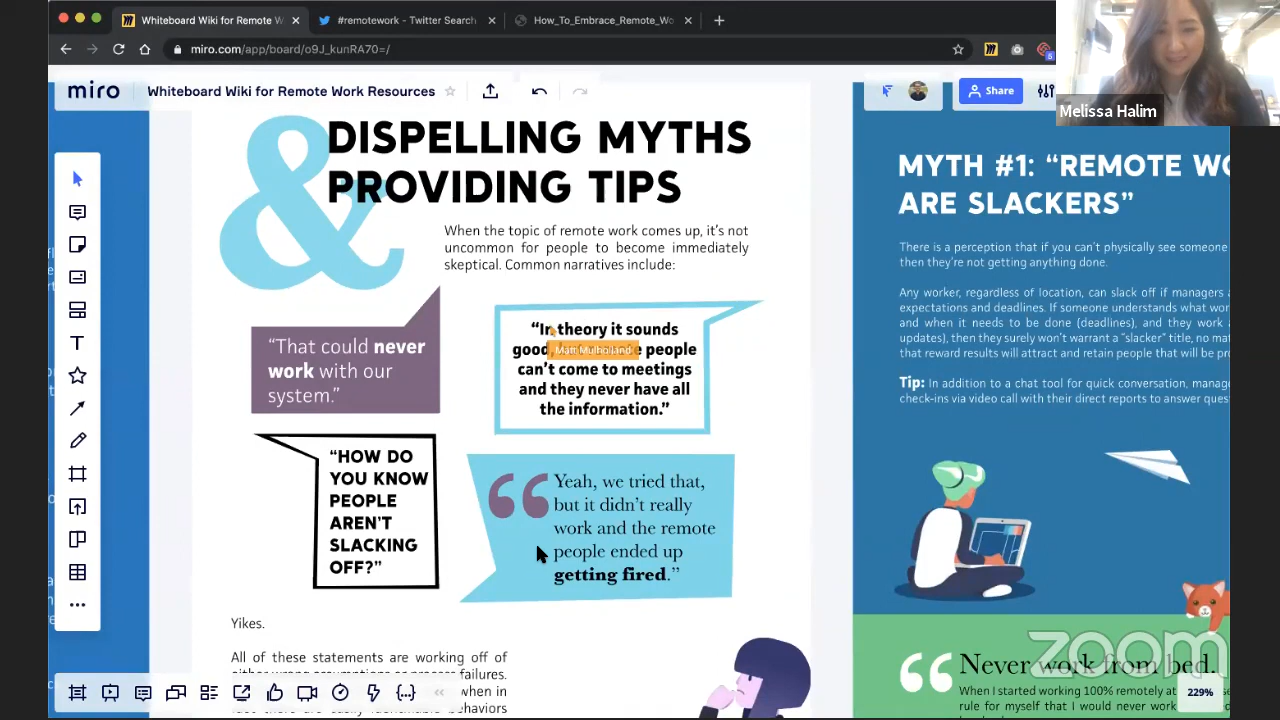 Whiteboard Wiki for Remote W
#remotework - Twitter Search
How_To_Embrace_Remote_Wo
miro.com/app/board/o9J_kunRA70=/
6
Melissa Halim
miro
Whiteboard Wiki for Remote Work Resources
Share
&
DISPELLING MYTHS
PROVIDING TIPS
When the topic of remote work comes up, it's not
uncommon for people to become immediately
skeptical. Common narratives include:
“That could never
work with our
system.”
“In theory it sounds
good, people
can't come to meetings
and they never have all
the information.”
Matt Mulholland
“HOW DO
YOU KNOW
PEOPLE
AREN'T
SLACKING
OFF?”
“
Yeah, we tried that,
but it didn't really
work and the remote
people ended up
getting fired.”
Yikes.
All of these statements are working off of
failures.
when in
behaviors
MYTH #1: “REMOTE WO
ARE SLACKERS”
There is a perception that if you can't physically see someone
then they're not getting anything done.
Any worker, regardless of location, can slack off if managers
expectations and deadlines. If someone understands what wor
and when it needs to be done (deadlines), and they work
updates), then they surely won't warrant a “slacker” title, no mat
that reward results will attract and retain people that will be pro
Tip: In addition to a chat tool for quick conversation, manage
check-ins via video call with their direct reports to answer ques
“
Never work from bed.
When I started working 100% remotely at
rule for myself that I would never work
zoom
229%